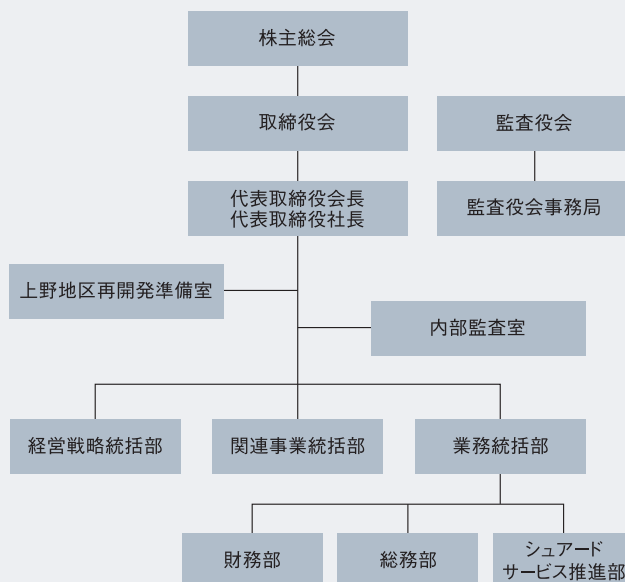 株主総会
取締役会
監査役会
代表取締役会長
代表取締役社長
監査役会事務局
上野地区再開発準備室
内部監査室
経営戦略統括部
関連事業統括部
業務統括部
財務部
総務部
シュアード
サービス推進部